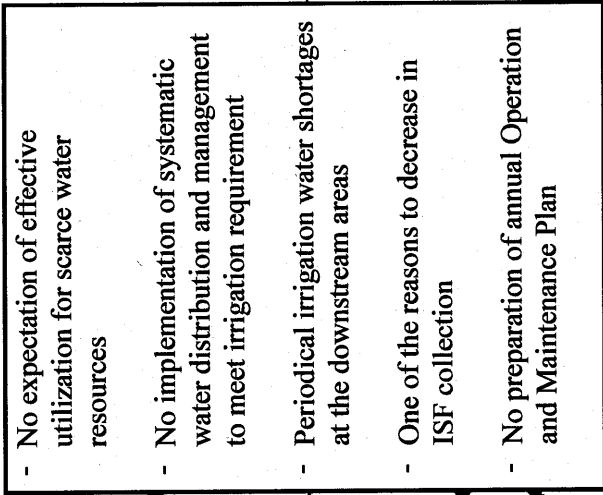 - No expectation of effective
utilization for scarce water
resources
- No implementation of systematic
water distribution and management
to meet irrigation requirement
- Periodical irrigation water shortages
at the downstream areas
- One of the reasons to decrease in
ISF collection
- No preparation of annual Operation
and Maintenance Plan